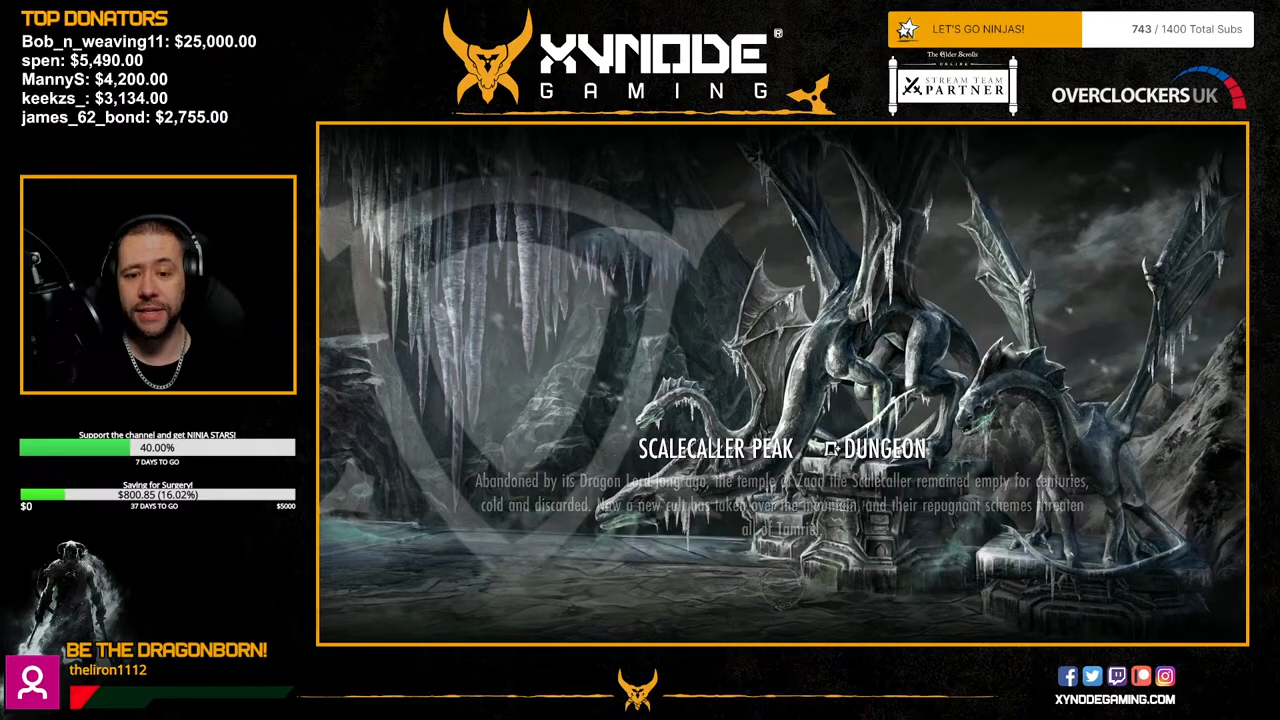 TOP DONATORS
Bob_n_weaving11: $25,000.00
spen: $5,490.00
MannyS: $4,200.00
keekzs_: $3,134.00
james_62_bond: $2,755.00
XYNODE®
GAMING
LET'S GO NINJAS!
743 / 1400 Total Subs
The Elder Scrolls
ONLINE
STREAM TEAM
PARTNER
OVERCLOCKERS UK
Support the channel and get NINJA STARS!
40.00%
7 DAYS TO GO
Saving for Surgery!
$800.85 (16.02%)
$0
37 DAYS TO GO
$5000
SCALECALLER PEAK DUNGEON
Abandoned by its Dragon Lord long ago, the temple of Zaan the Scalecaller remained empty for centuries,
cold and discarded. Now a new cult has taken over the mountain, and their repugnant schemes threaten
all of Tamriel.
BE THE DRAGONBORN!
theliron1112
XYNODEGAMING.COM